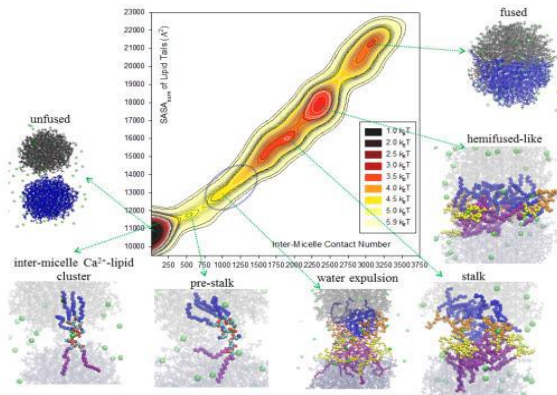 23000
22000
21000
20000
19000
18000
17000
16000
15000
14000
13000
12000
11000
10000
of Lipid Tails (Å²)
250 500 750 1000 1250 1500 1750 2000 2250 2500 2750 3000 3250 3500 3750
Inter-Micelle Contact Number
1.0 kBT
2.0 kBT
2.5 kBT
3.0 kBT
3.5 kBT
4.0 kBT
4.5 kBT
5.0 kBT
5.9 kBT
unfused
fused
hemifused-like
inter-micelle Ca²⁺-lipid
cluster
pre-stalk
water expulsion
stalk